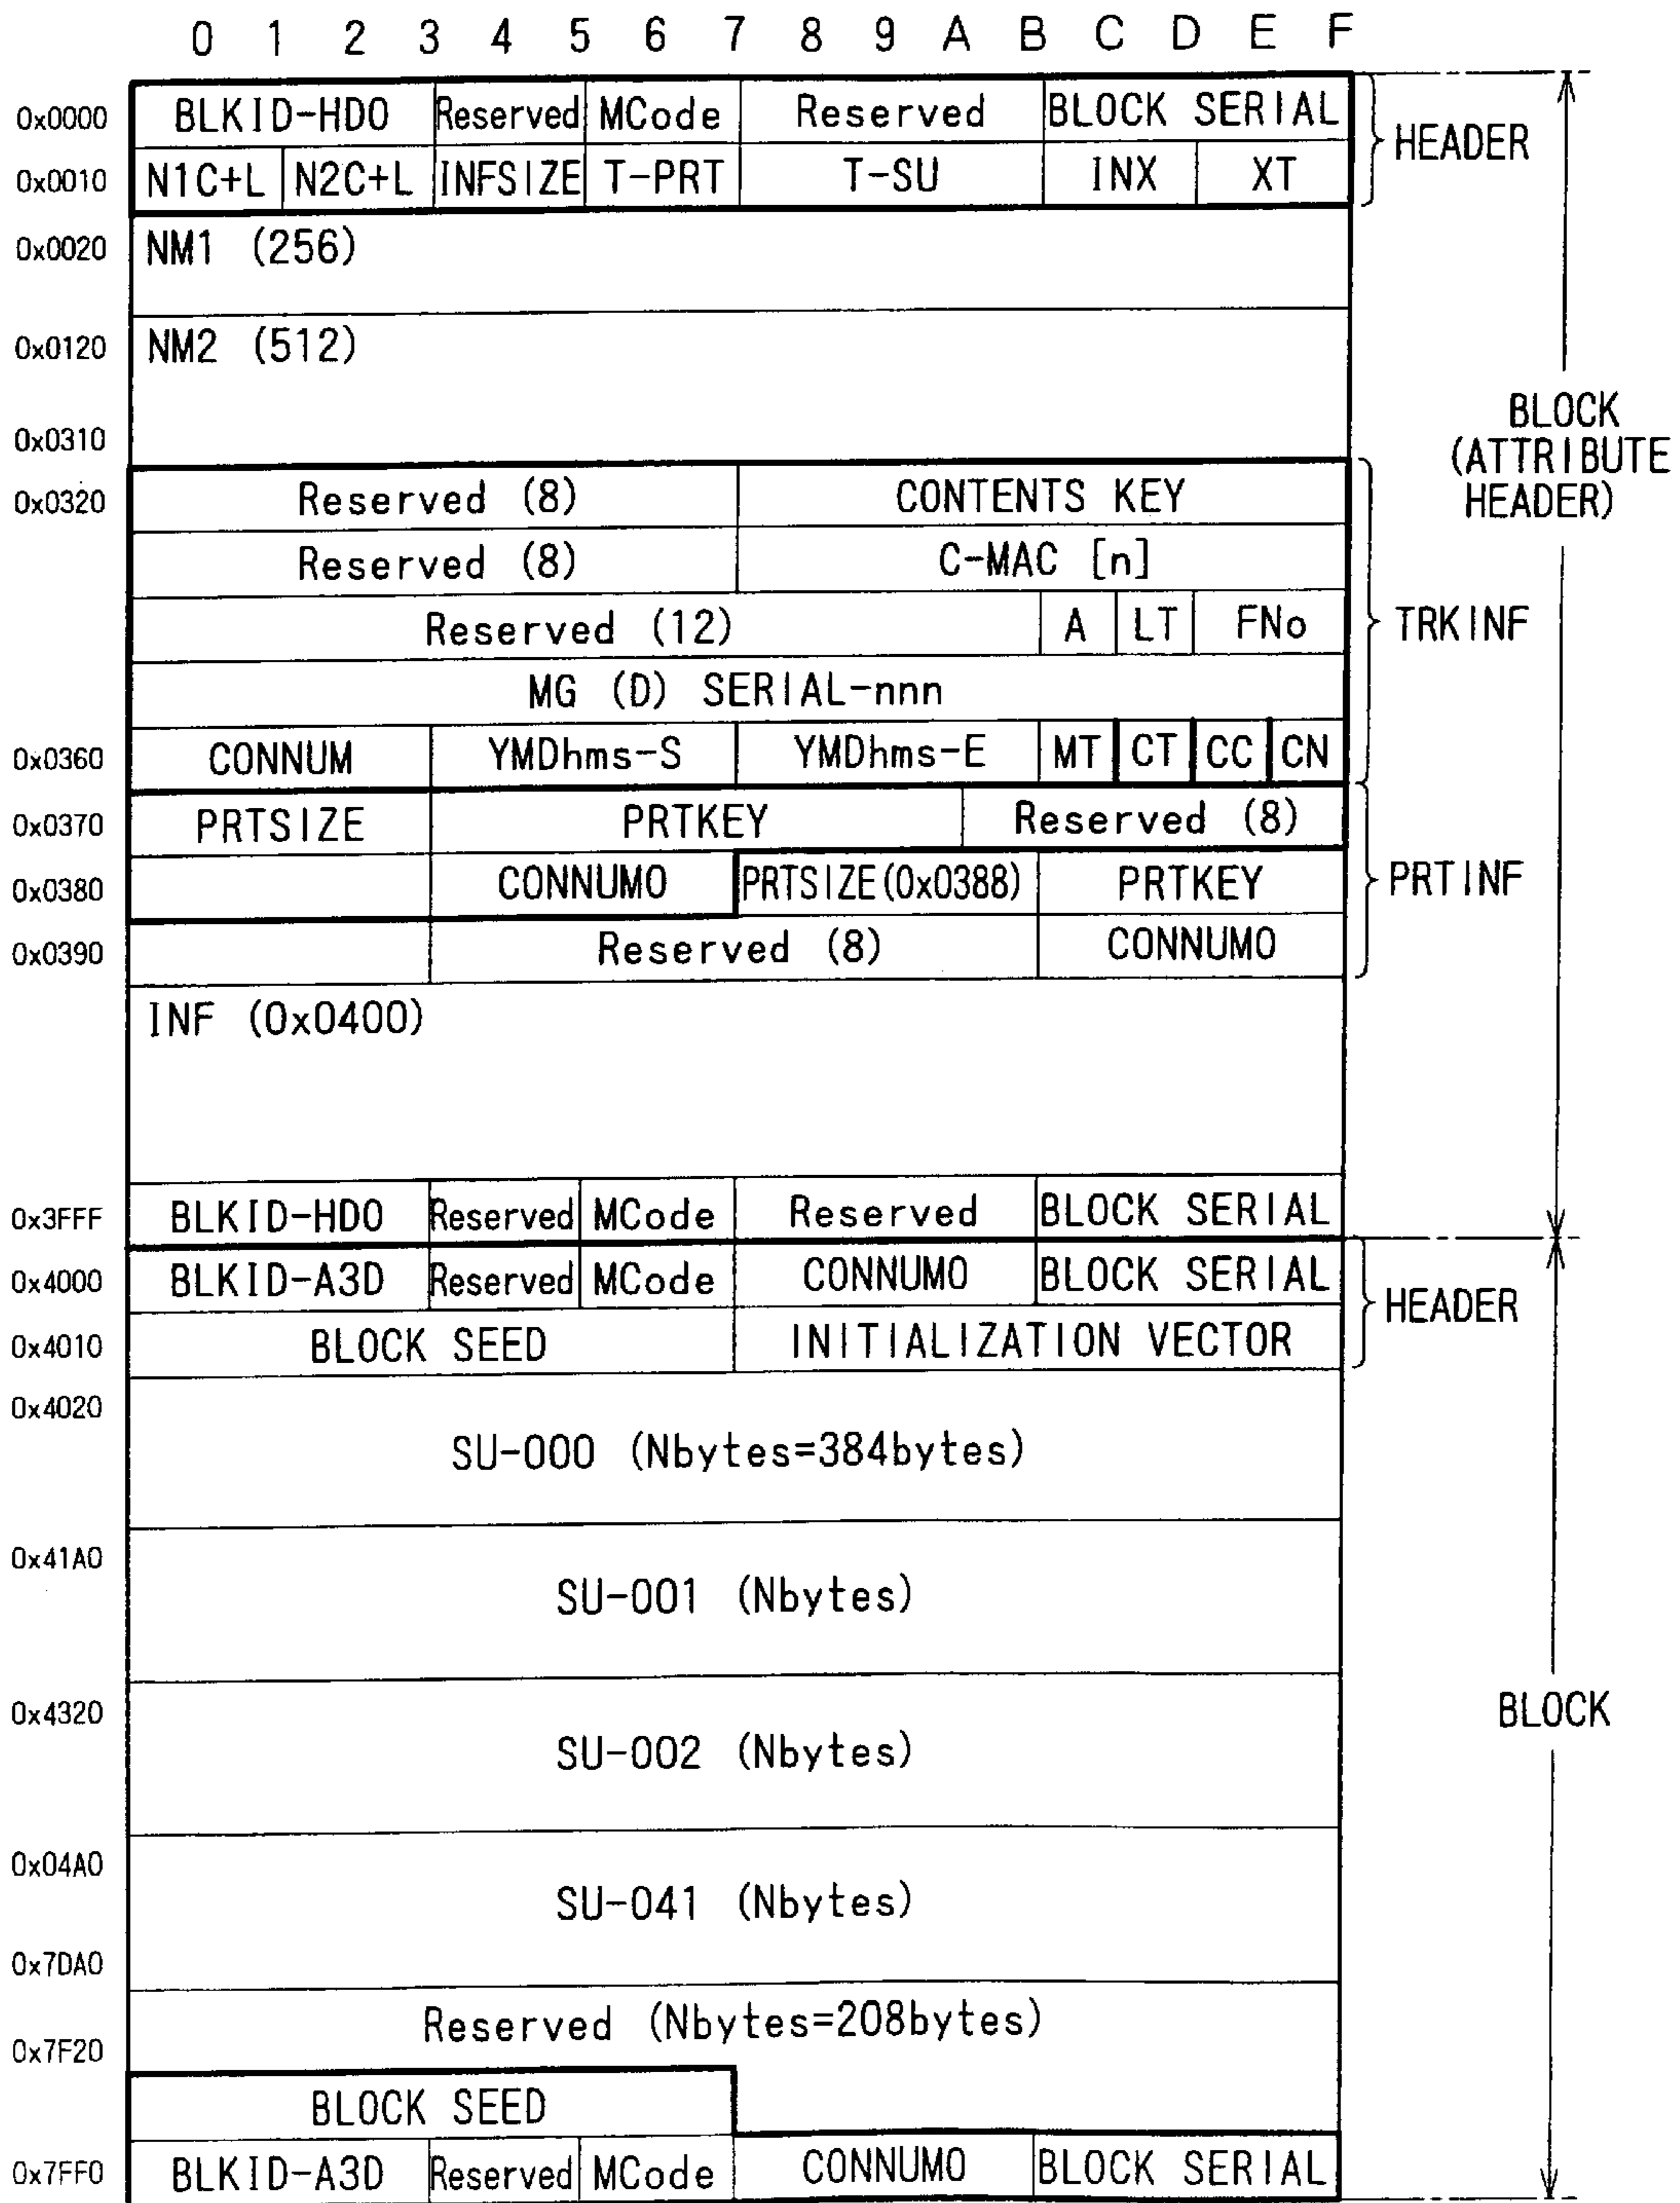 0 1 2 3 4 5 6 7 8 9 A B C D E F
0x0000 BLKID-HD0 Reserved MCode Reserved BLOCK SERIAL
HEADER
0x0010 N1C+L N2C+L INFSIZE T-PRT T-SU INX XT
0x0020 NM1 (256)
0x0120 NM2 (512)
0x0310
BLOCK
(ATTRIBUTE
HEADER)
0x0320 Reserved (8) CONTENTS KEY
Reserved (8) C-MAC [n]
Reserved (12) A LT FNo
TRKINF
MG (D) SERIAL-nnn
0x0360 CONNUM YMDhms-S YMDhms-E MT CT CC CN
0x0370 PRTSIZE PRTKEY Reserved (8)
0x0380 CONNUM0 PRTSIZE(0x0388) PRTKEY
PRTINF
0x0390 Reserved (8) CONNUM0
INF (0x0400)
0x3FFF BLKID-HD0 Reserved MCode Reserved BLOCK SERIAL
0x4000 BLKID-A3D Reserved MCode CONNUM0 BLOCK SERIAL
HEADER
0x4010 BLOCK SEED INITIALIZATION VECTOR
0x4020
SU-000 (Nbytes=384bytes)
0x41A0
SU-001 (Nbytes)
0x4320
SU-002 (Nbytes)
BLOCK
0x04A0
SU-041 (Nbytes)
0x7DA0
Reserved (Nbytes=208bytes)
0x7F20
BLOCK SEED
0x7FF0 BLKID-A3D Reserved MCode CONNUM0 BLOCK SERIAL